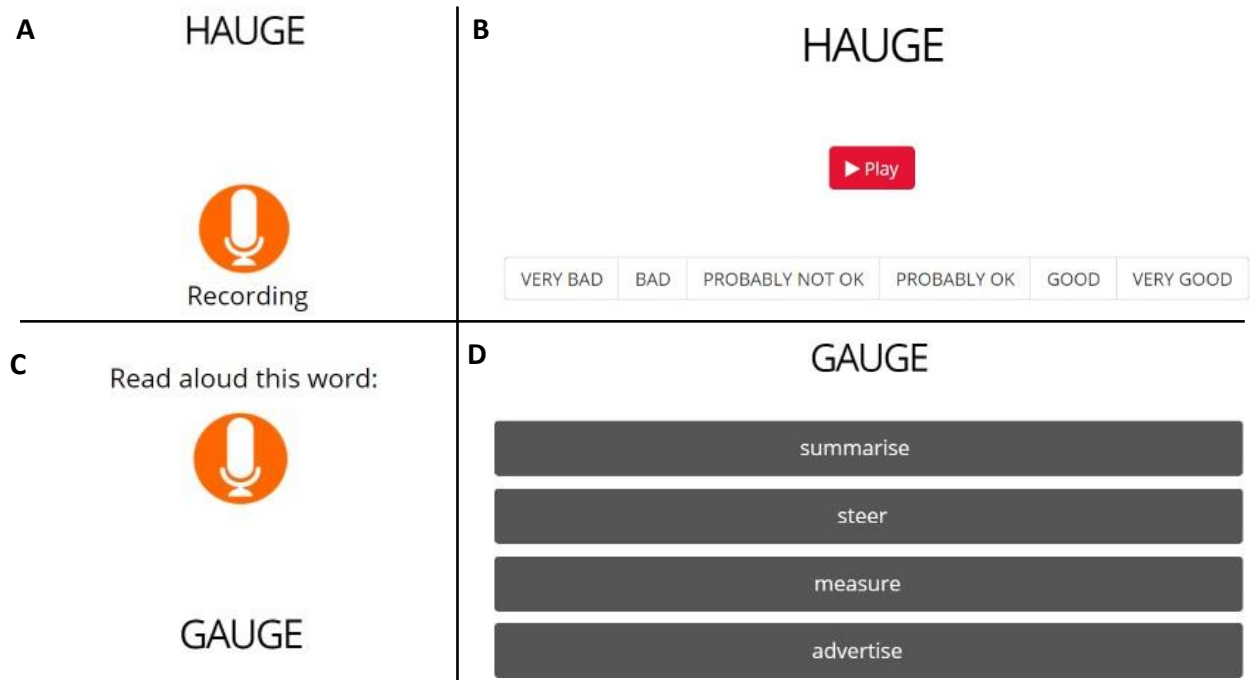 A
HAUGE
Recording
B
HAUGE
Play
VERY BAD BAD PROBABLY NOT OK PROBABLY OK GOOD VERY GOOD
C
Read aloud this word:
GAUGE
D
GAUGE
summarise
steer
measure
advertise